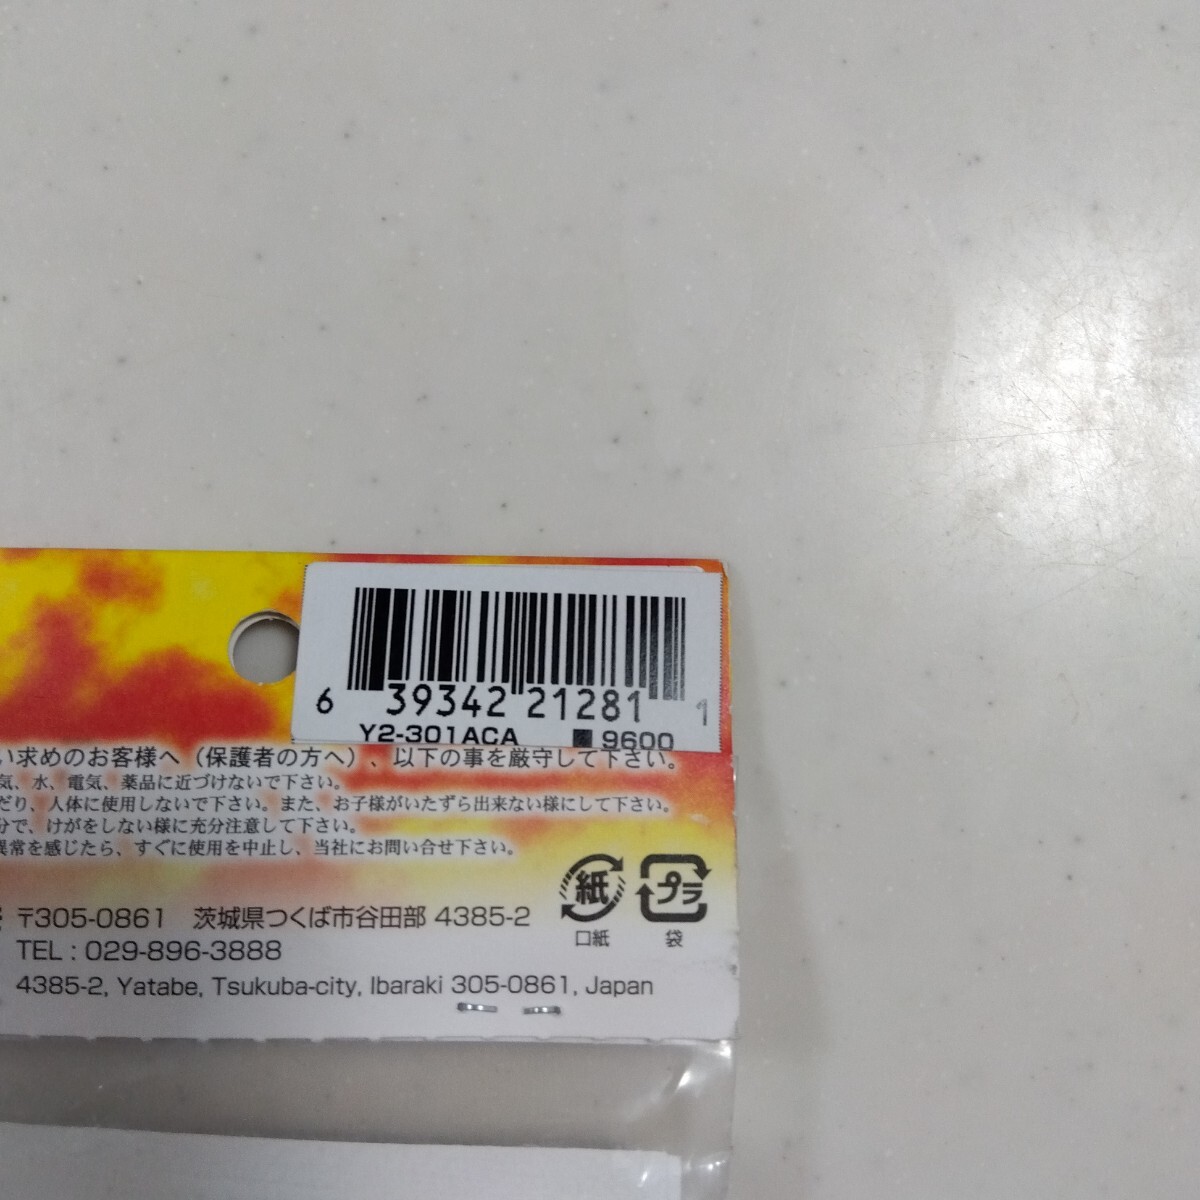 6 39342 21281 1
Y2-301ACA ■ 9600
い求めのお客様へ（保護者の方へ）、以下の事を厳守して下さい。
気、水、電気、薬品に近づけないで下さい。
だり、人体に使用しないで下さい。また、お子様がいたずら出来ない様にして下さい。
分で、けがをしない様に充分注意して下さい。
異常を感じたら、すぐに使用を中止し、当社にお問い合せ下さい。
紙
プラ
口紙
袋
〒305-0861 茨城県つくば市谷田部 4385-2
TEL : 029-896-3888
4385-2, Yatabe, Tsukuba-city, Ibaraki 305-0861, Japan